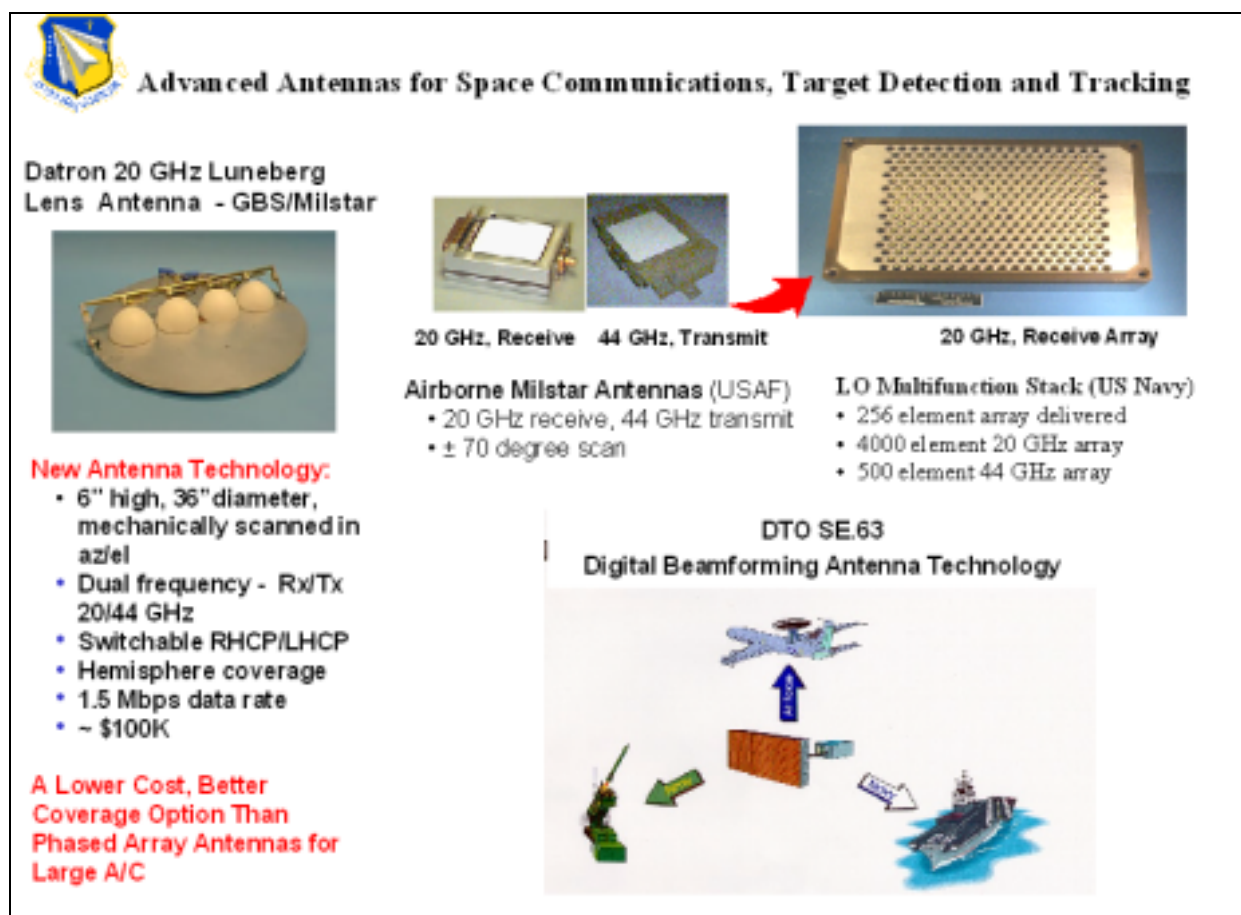 Advanced Antennas for Space Communications, Target Detection and Tracking
Datron 20 GHz Luneberg
Lens Antenna - GBS/Milstar
New Antenna Technology:
• 6" high, 36" diameter,
mechanically scanned in
az/el
• Dual frequency - Rx/Tx
20/44 GHz
• Switchable RHCP/LHCP
• Hemisphere coverage
• 1.5 Mbps data rate
• ~ $100K
A Lower Cost, Better
Coverage Option Than
Phased Array Antennas for
Large A/C
20 GHz, Receive
44 GHz, Transmit
Airborne Milstar Antennas (USAF)
• 20 GHz receive, 44 GHz transmit
• ± 70 degree scan
20 GHz, Receive Array
LO Multifunction Stack (US Navy)
• 256 element array delivered
• 4000 element 20 GHz array
• 500 element 44 GHz array
DTO SE.63
Digital Beamforming Antenna Technology